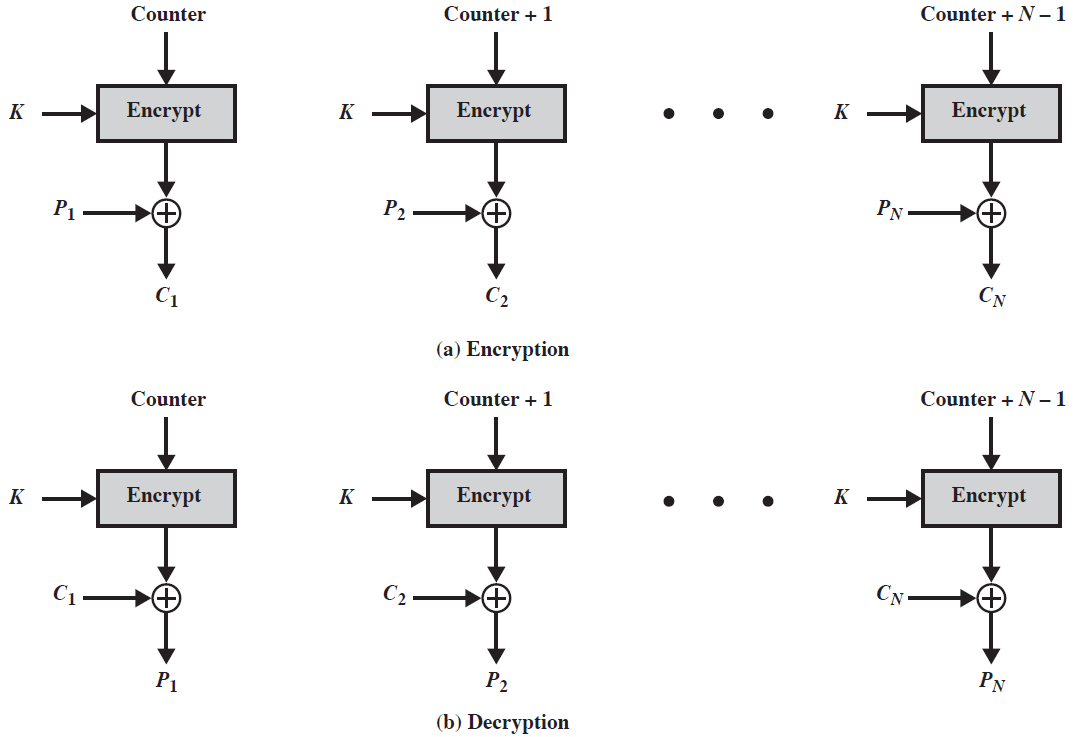 Counter Counter + 1 Counter + N – 1
K Encrypt K Encrypt K Encrypt
P1 P2 PN
C1 C2 CN
(a) Encryption
Counter Counter + 1 Counter + N – 1
K Encrypt K Encrypt K Encrypt
C1 C2 CN
P1 P2 PN
(b) Decryption